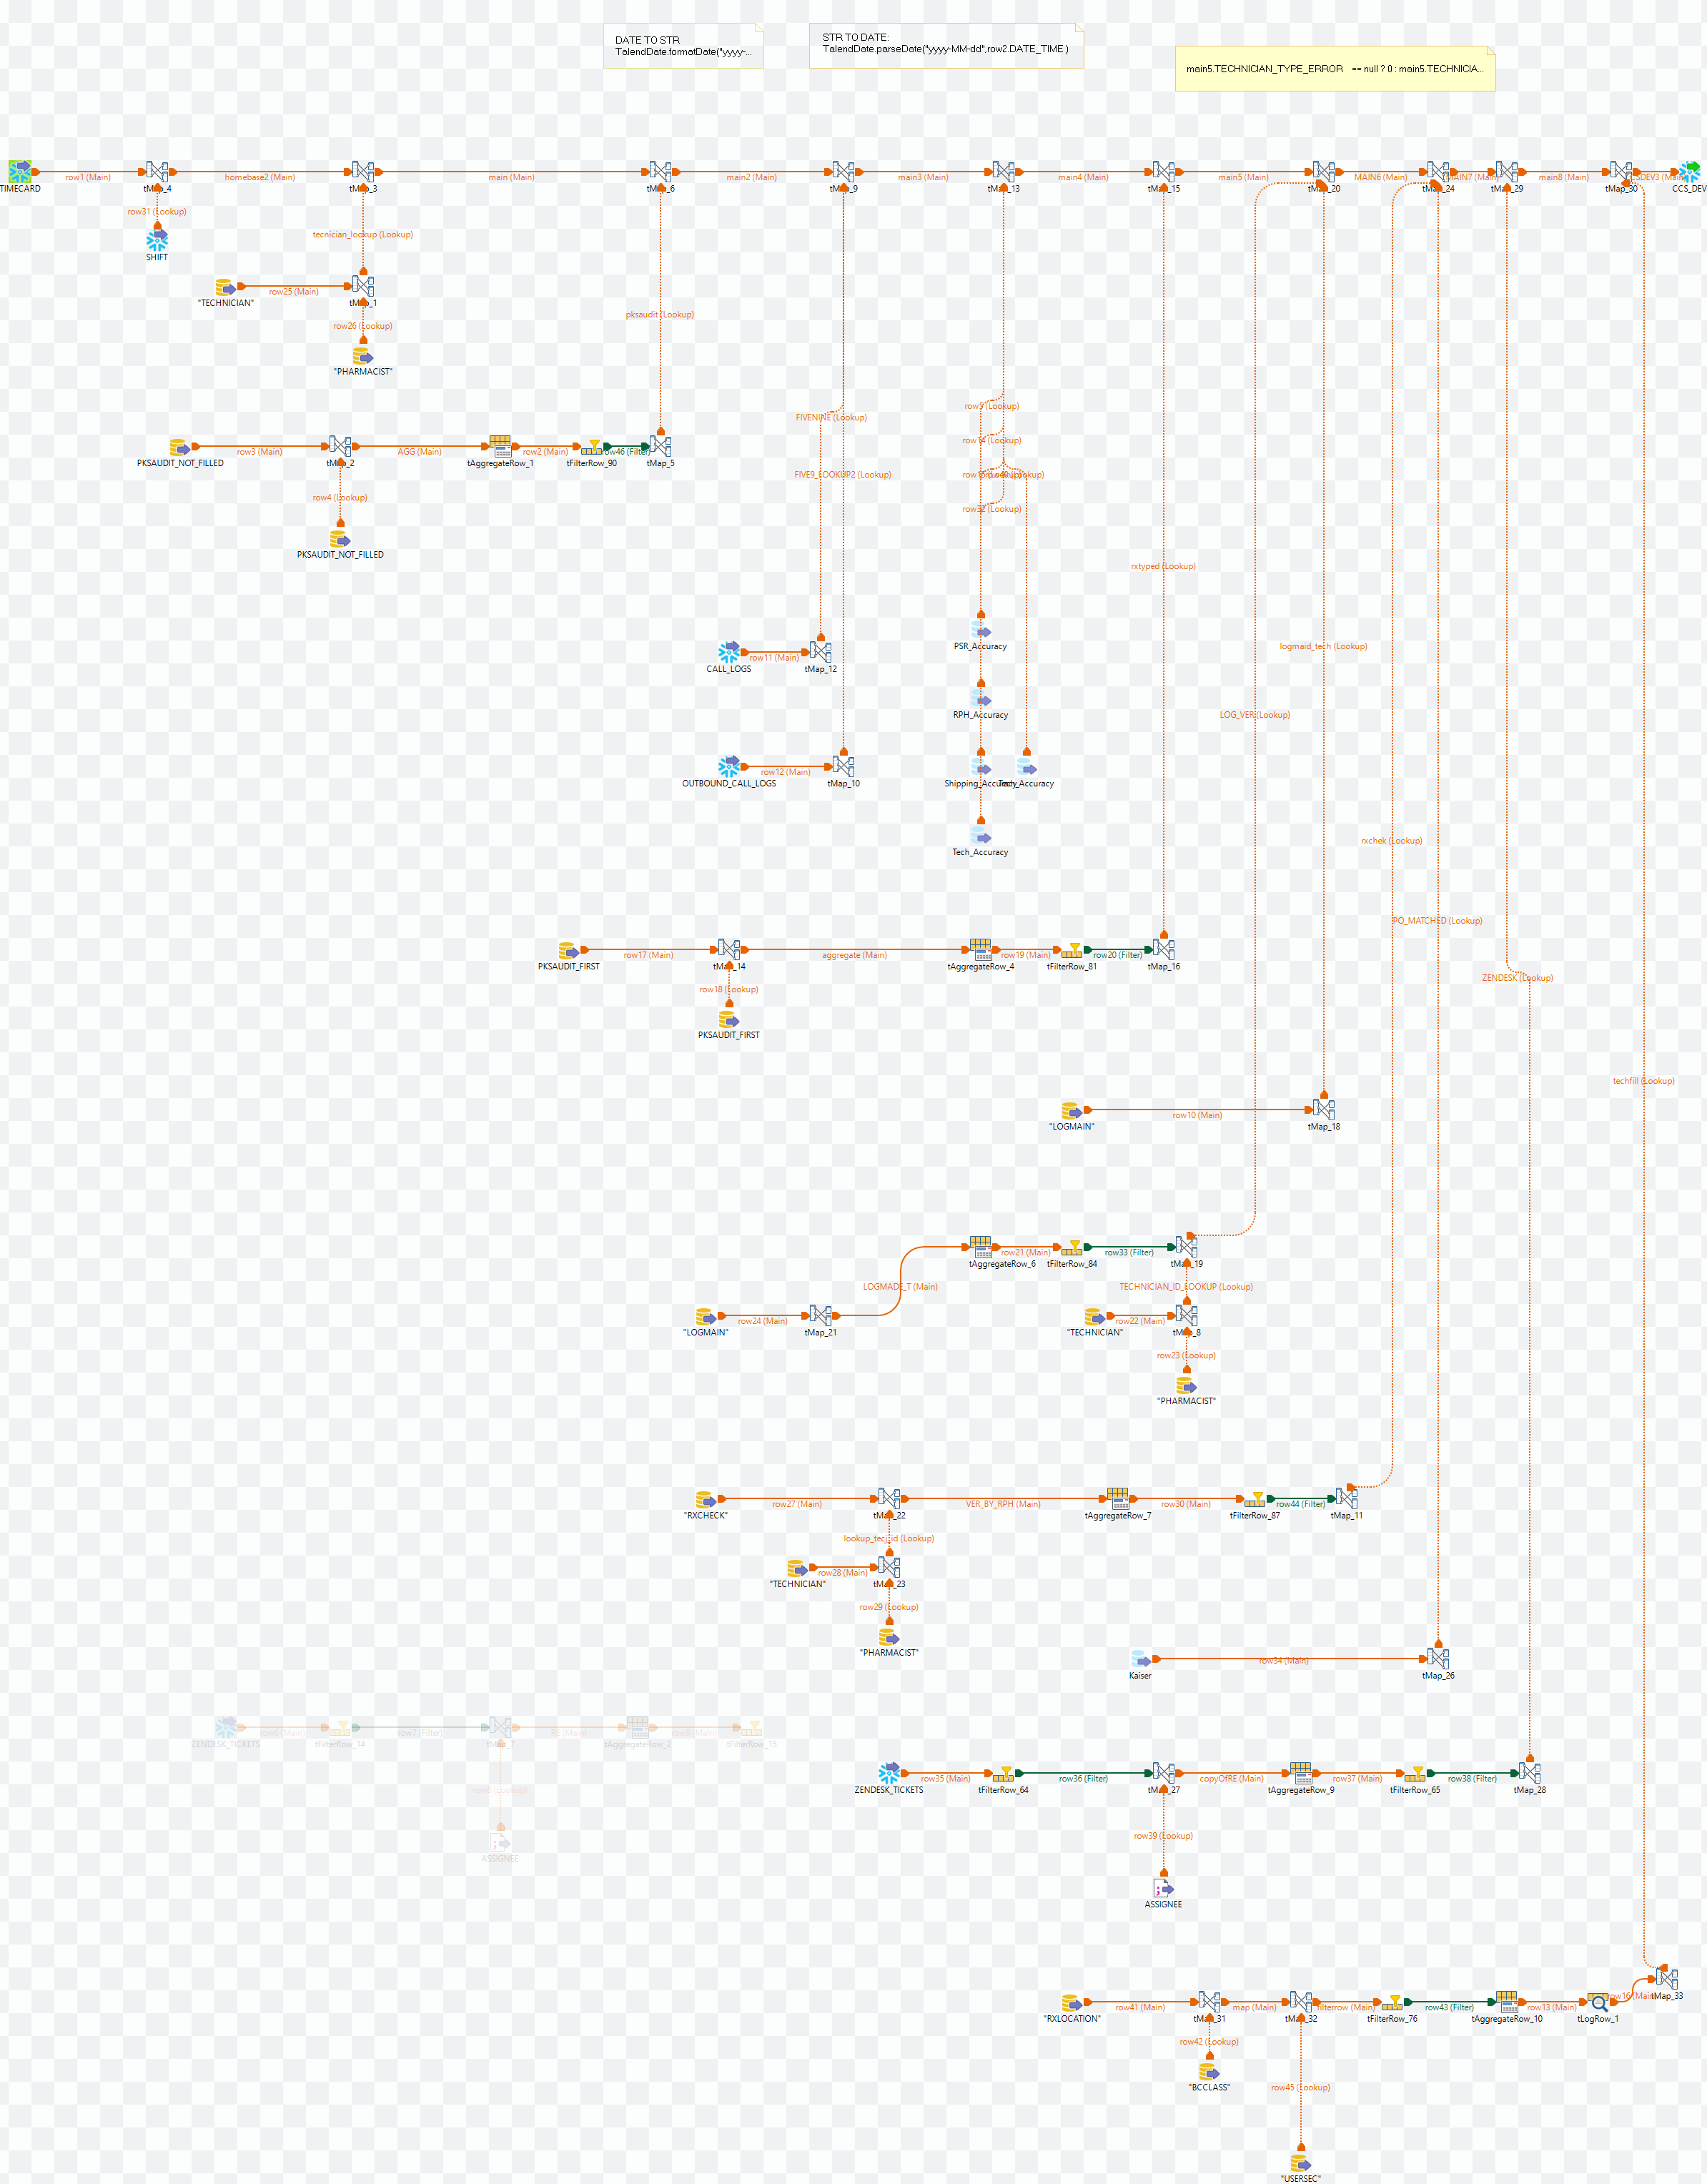 DATE TO STR
TalendDate.formatDate("yyyy-...
STR TO DATE:
TalendDate.parseDate("yyyy-MM-dd",row2.DATE_TIME )
main5.TECHNICIAN_TYPE_ERROR == null ? 0 : main5.TECHNICIA...
row1 (Main)
homebase2 (Main)
main (Main)
main2 (Main)
main3 (Main)
main4 (Main)
main5 (Main)
MAIN6 (Main)
MAIN7 (Main)
main8 (Main)
TIMECARD
tMap_4
tMap_3
tMap_6
tMap_9
tMap_13
tMap_15
tMap_20
tMap_24
tMap_29
tMap_30
CCS_DEV
row31 (Lookup)
SHIFT
tecnician_lookup (Lookup)
"TECHNICIAN"
row25 (Main)
tMap_1
row26 (Lookup)
"PHARMACIST"
pksaudit (Lookup)
PKSAUDIT_NOT_FILLED
row3 (Main)
tMap_2
AGG (Main)
tAggregateRow_1
row2 (Main)
tFilterRow_90
row46 (Filter)
tMap_5
row4 (Lookup)
PKSAUDIT_NOT_FILLED
FIVENINE (Lookup)
FIVE9_LOOKUP2 (Lookup)
(Lookup)
(Lookup)
(Lookup)
row32 (Lookup)
rxtyped (Lookup)
CALL_LOGS
row11 (Main)
tMap_12
PSR_Accuracy
logmaid_tech (Lookup)
RPH_Accuracy
LOG_VER (Lookup)
OUTBOUND_CALL_LOGS
row12 (Main)
tMap_10
Shipping_Accuracy
Tech_Accuracy
Tech_Accuracy
rxchek (Lookup)
PO_MATCHED (Lookup)
PKSAUDIT_FIRST
row17 (Main)
tMap_14
aggregate (Main)
tAggregateRow_4
row19 (Main)
tFilterRow_81
row20 (Filter)
tMap_16
ZENDESK (Lookup)
row18 (Lookup)
PKSAUDIT_FIRST
techfill (Lookup)
"LOGMAIN"
row10 (Main)
tMap_18
tAggregateRow_6
row21 (Main)
tFilterRow_84
row33 (Filter)
tMap_19
LOGMADE_T (Main)
TECHNICIAN_ID_LOOKUP (Lookup)
"LOGMAIN"
row24 (Main)
tMap_21
"TECHNICIAN"
row22 (Main)
tMap_8
row23 (Lookup)
"PHARMACIST"
"RXCHECK"
row27 (Main)
tMap_22
VER_BY_RPH (Main)
tAggregateRow_7
row30 (Main)
tFilterRow_87
row44 (Filter)
tMap_11
lookup_tecj_id (Lookup)
"TECHNICIAN"
row28 (Main)
tMap_23
row29 (Lookup)
"PHARMACIST"
Kaiser
row34 (Main)
tMap_26
ZENDESK_TICKETS
tFilterRow_14
row7 (Filter)
tMap_7
RE (Main)
tAggregateRow_2
tFilterRow_15
(Lookup)
ASSIGNEE
ZENDESK_TICKETS
row35 (Main)
tFilterRow_64
row36 (Filter)
tMap_27
copyOfRE (Main)
tAggregateRow_9
row37 (Main)
tFilterRow_65
row38 (Filter)
tMap_28
row39 (Lookup)
ASSIGNEE
"RXLOCATION"
row41 (Main)
tMap_31
map (Main)
tMap_32
filterrow (Main)
tFilterRow_76
row43 (Filter)
tAggregateRow_10
row13 (Main)
tLogRow_1
row16 (Main)
tMap_33
row42 (Lookup)
"BCCLASS"
row45 (Lookup)
"USERSEC"